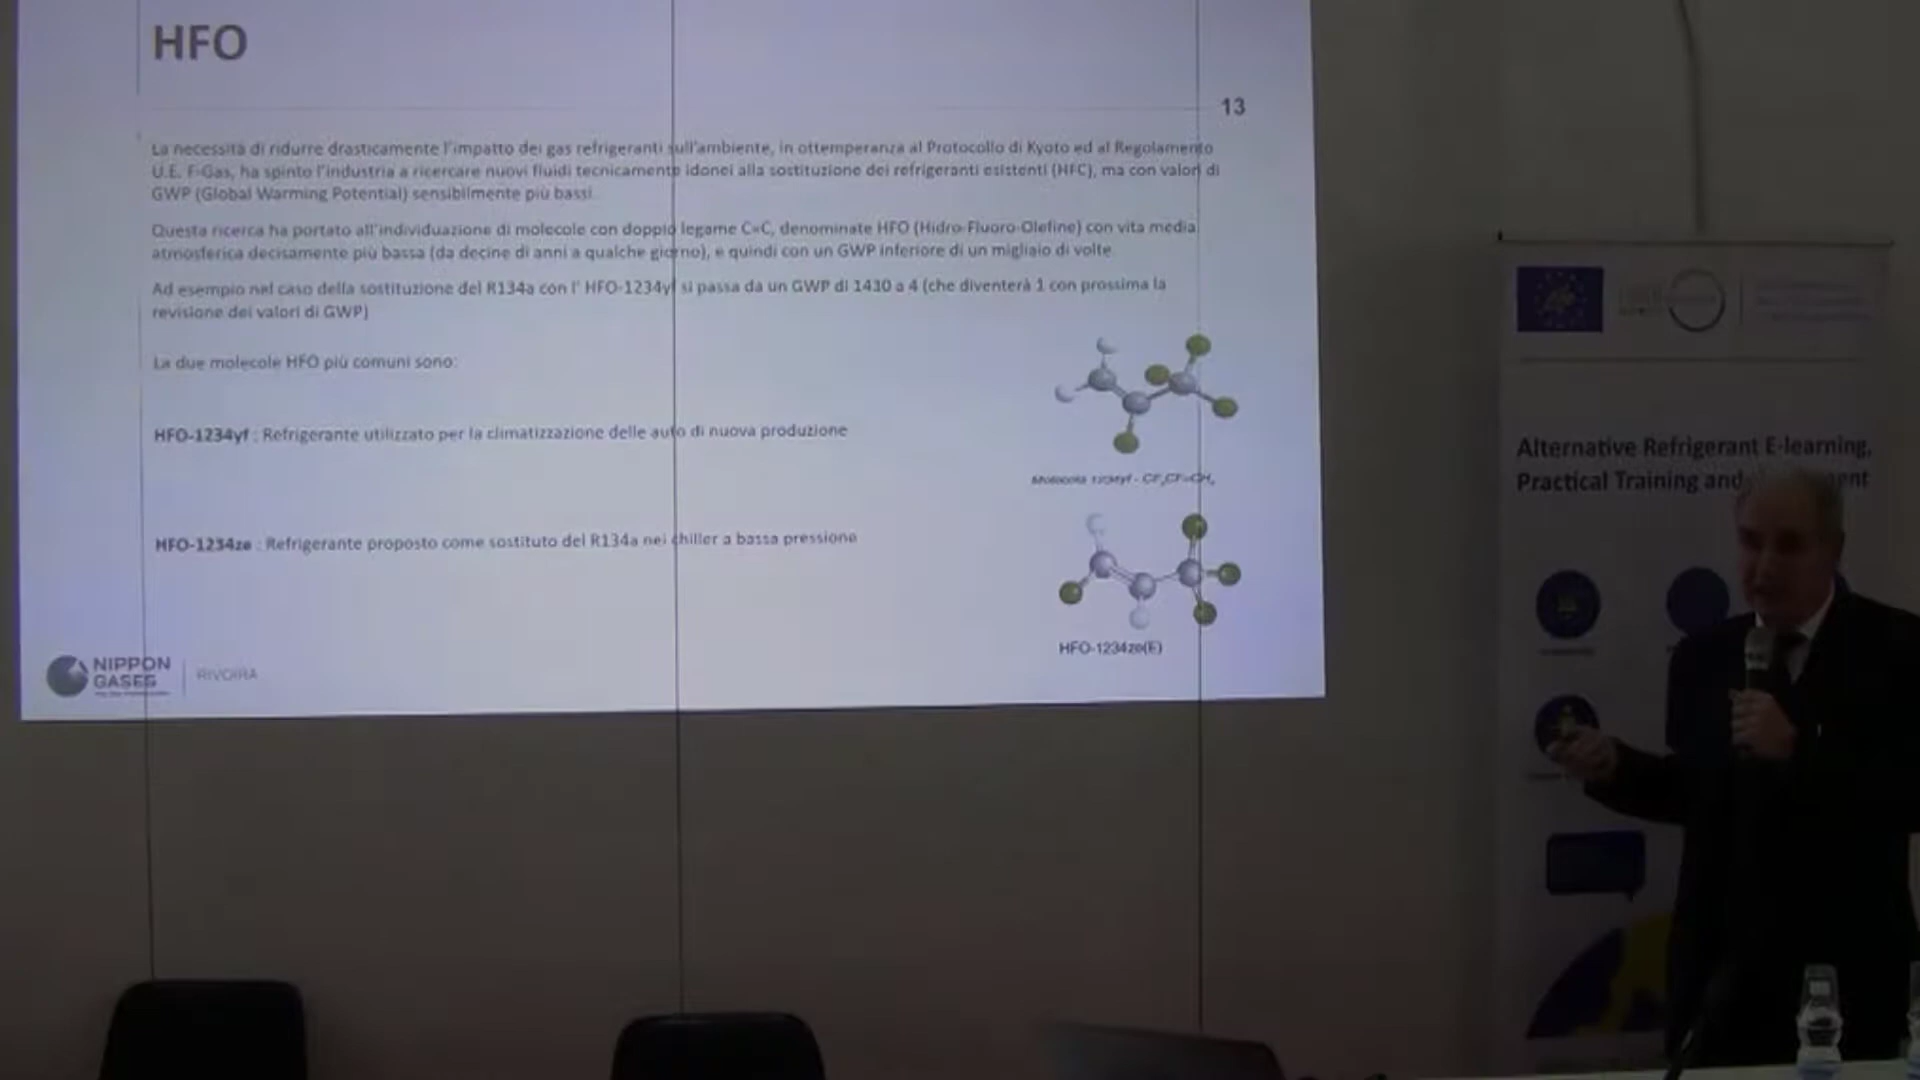 HFO
13
La necessità di ridurre drasticamente l'impatto dei gas refrigeranti sull'ambiente, in ottemperanza al Protocollo di Kyoto ed al Regolamento
U.E. F-Gas, ha spinto l'industria a ricercare nuovi fluidi tecnicamente idonei alla sostituzione dei refrigeranti esistenti (HFC), ma con valori di
GWP (Global Warming Potential) sensibilmente più bassi.
Questa ricerca ha portato all'individuazione di molecole con doppio legame C=C, denominate HFO (Hidro-Fluoro-Olefine) con vita media
atmosferica decisamente più bassa (da decine di anni a qualche giorno), e quindi con un GWP inferiore di un migliaio di volte.
Ad esempio nel caso della sostituzione del R134a con l' HFO-1234yf si passa da un GWP di 1430 a 4 (che diventerà 1 con prossima la
revisione dei valori di GWP)
La due molecole HFO più comuni sono:
HFO-1234yf : Refrigerante utilizzato per la climatizzazione delle auto di nuova produzione
Molecola 1234yf - CF₃CF=CH₂
HFO-1234ze : Refrigerante proposto come sostituto del R134a nei chiller a bassa pressione
HFO-1234ze(E)
NIPPON
GASES
RIVOIRA
Alternative Refrigerant E-learning,
Practical Training and